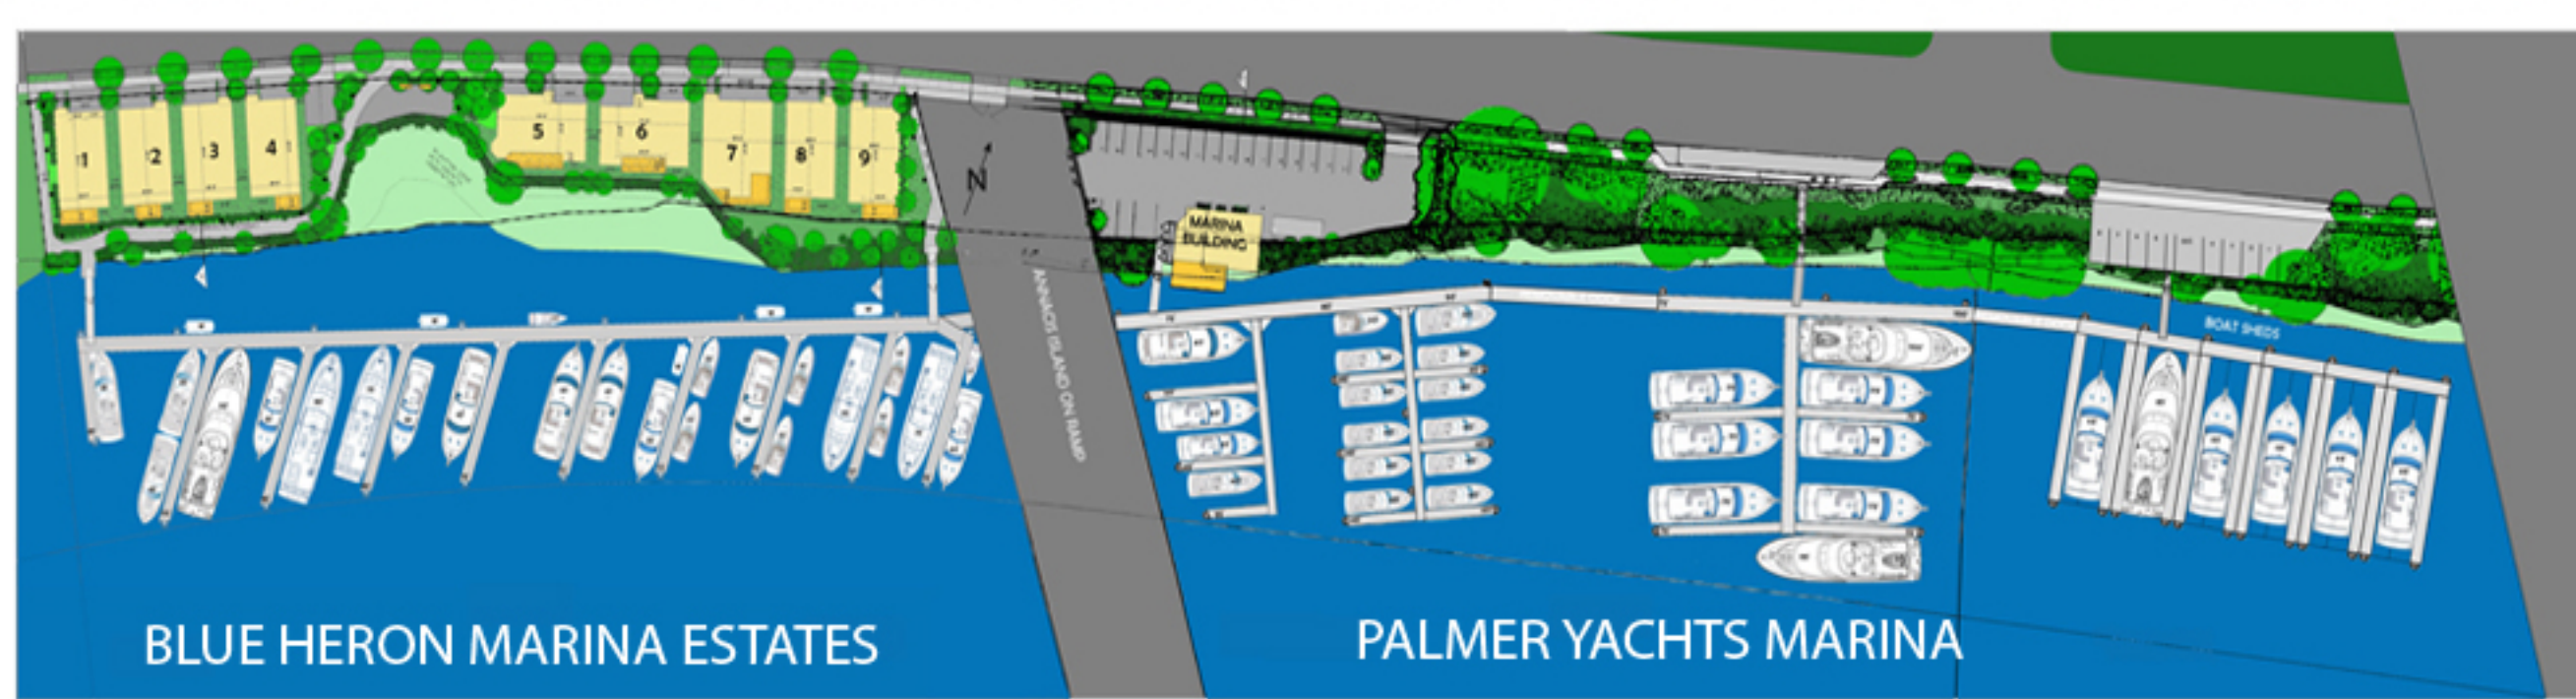 1
2
3
4
5
6
7
8
9
N
MARINA
BUILDING
ANNACIS ISLAND ON RAMP
BOAT SHEDS
BLUE HERON MARINA ESTATES
PALMER YACHTS MARINA